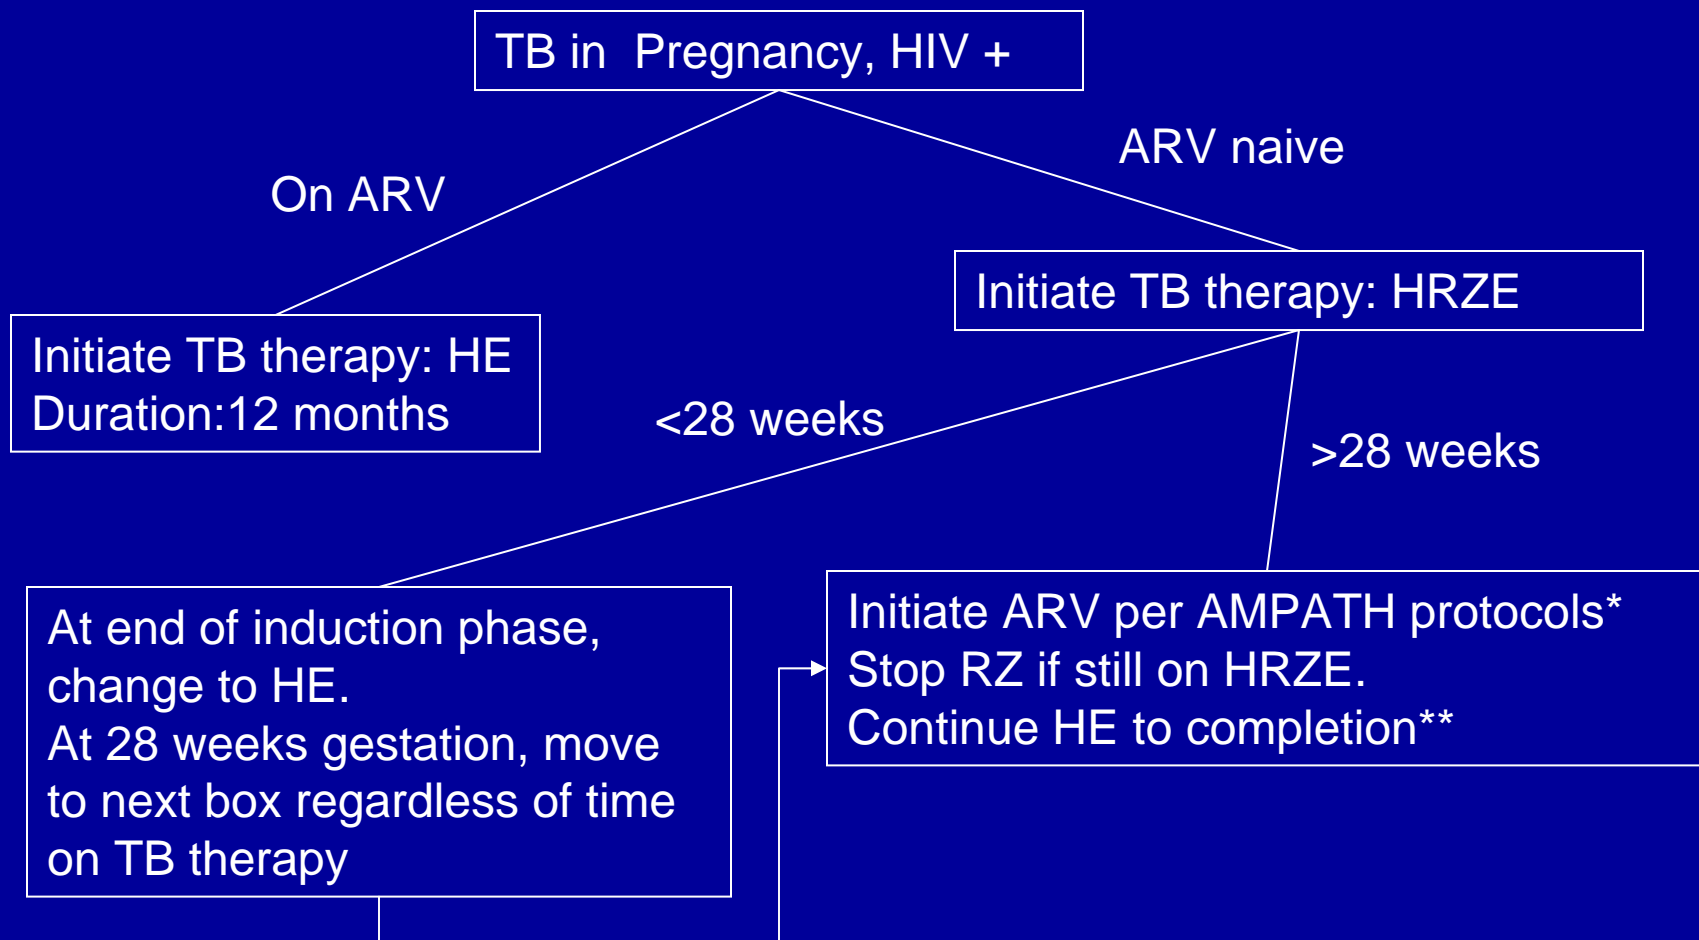 TB in  Pregnancy, HIV +
ARV naive
On ARV
Initiate TB therapy: HRZE
Initiate TB therapy: HE
Duration:12 months
<28 weeks
>28 weeks
At end of induction phase,
change to HE.
At 28 weeks gestation, move
to next box regardless of time
on TB therapy
Initiate ARV per AMPATH protocols*
Stop RZ if still on HRZE.
Continue HE to completion**